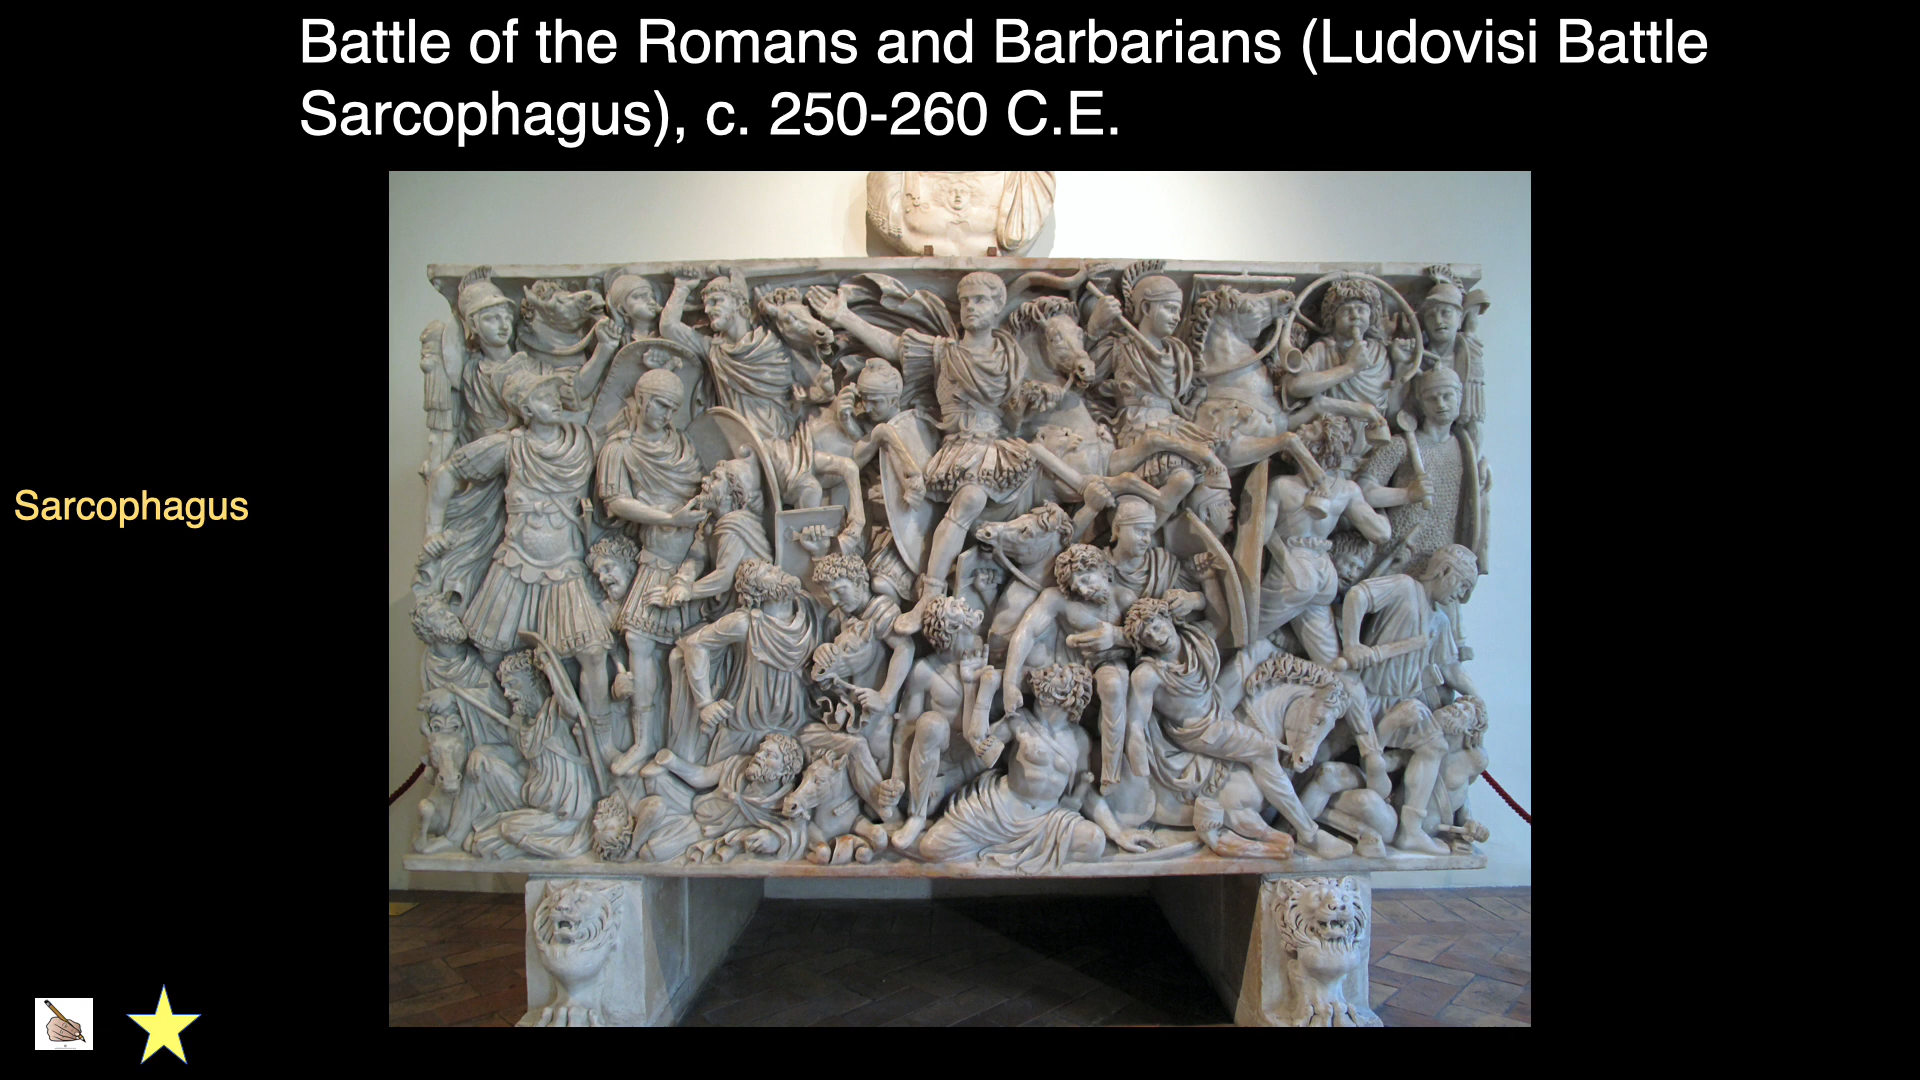 Battle of the Romans and Barbarians (Ludovisi Battle
Sarcophagus), c. 250-260 C.E.
Sarcophagus